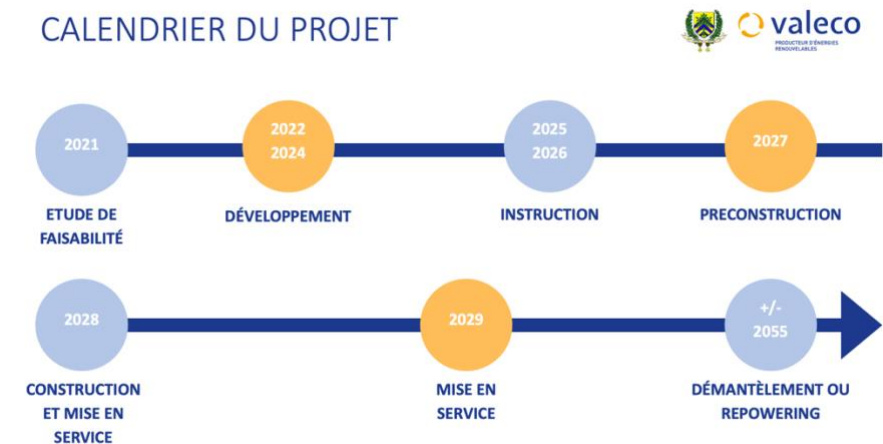 CALENDRIER DU PROJET
valeco
PRODUCTEUR D'ÉNERGIES
RENOUVELABLES
2021
2022
2024
2025
2026
2027
ETUDE DE
FAISABILITÉ
DÉVELOPPEMENT
INSTRUCTION
PRECONSTRUCTION
2028
2029
+/-
2055
CONSTRUCTION
ET MISE EN
SERVICE
MISE EN
SERVICE
DÉMANTÈLEMENT OU
REPOWERING